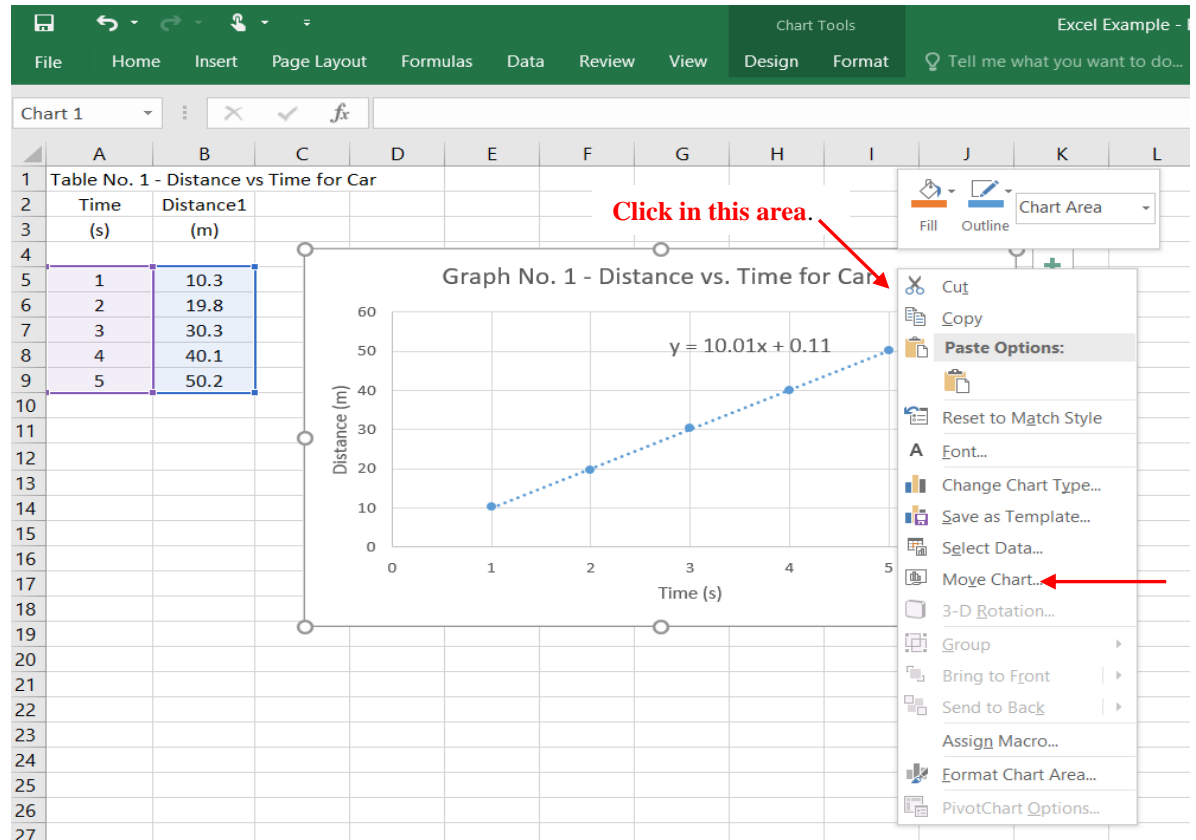 Chart Tools Excel Example -
File Home Insert Page Layout Formulas Data Review View Design Format Tell me what you want to do...
Chart 1 fx
A B C D E F G H I J K L
1 Table No. 1 - Distance vs Time for Car
2 Time Distance1
3 (s) (m)
4
5 1 10.3
6 2 19.8
7 3 30.3
8 4 40.1
9 5 50.2
10
11
12
13
14
15
16
17
18
19
20
21
22
23
24
25
26
27
Click in this area.
Graph No. 1 - Distance vs. Time for Car
y = 10.01x + 0.11
60
50
40
30
20
10
0
Distance (m)
0 1 2 3 4 5
Time (s)
Chart Area
Fill Outline
Cut
Copy
Paste Options:
Reset to Match Style
A Font...
Change Chart Type...
Save as Template...
Select Data...
Move Chart...
3-D Rotation...
Group
Bring to Front
Send to Back
Assign Macro...
Format Chart Area...
PivotChart Options...